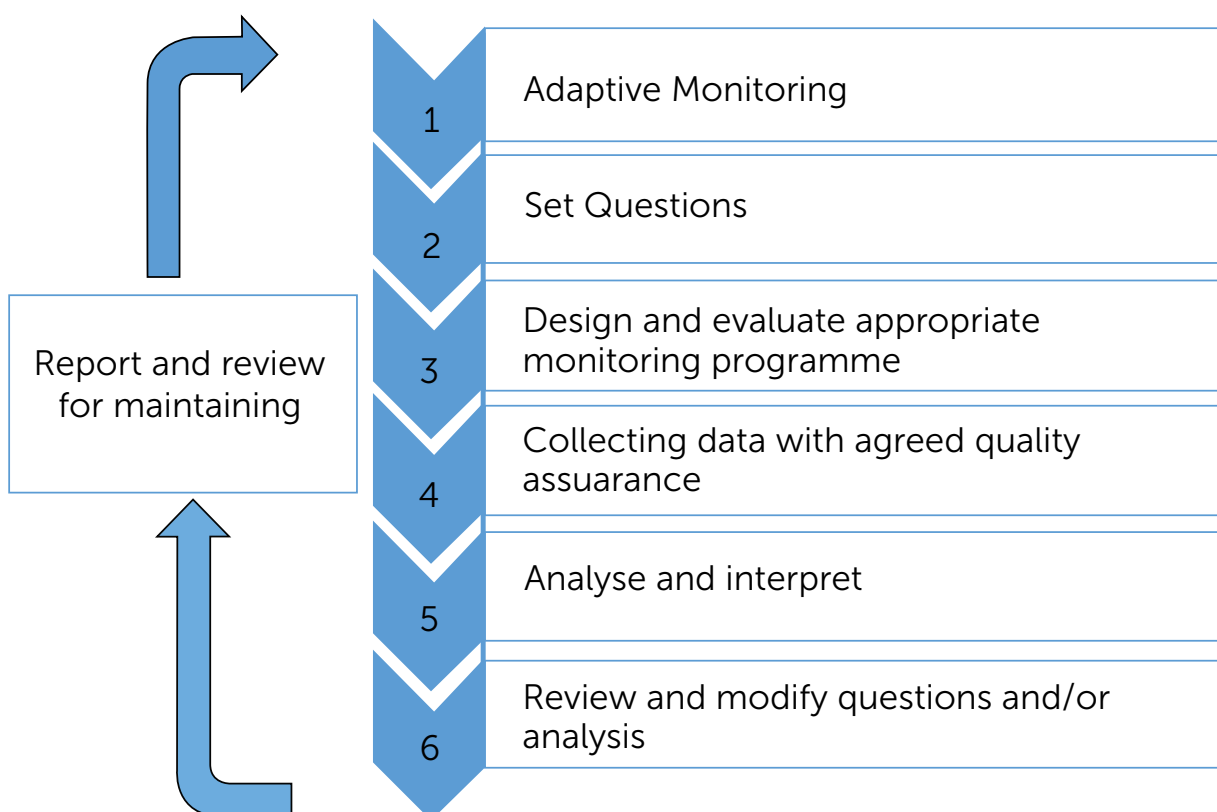 1
Adaptive Monitoring
2
Set Questions
3
Design and evaluate appropriate
monitoring programme
4
Collecting data with agreed quality
assuarance
5
Analyse and interpret
6
Review and modify questions and/or
analysis
Report and review
for maintaining